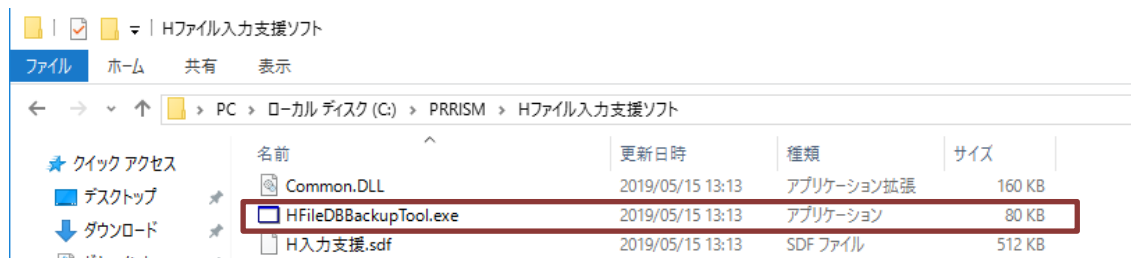 Hファイル入力支援ソフト
ファイル ホーム 共有 表示
PC > ローカル ディスク (C:) > PRRISM > Hファイル入力支援ソフト
クイック アクセス
デスクトップ
ダウンロード
名前 更新日時 種類 サイズ
Common.DLL 2019/05/15 13:13 アプリケーション拡張 160 KB
HFileDBBackupTool.exe 2019/05/15 13:13 アプリケーション 80 KB
H入力支援.sdf 2019/05/15 13:13 SDF ファイル 512 KB